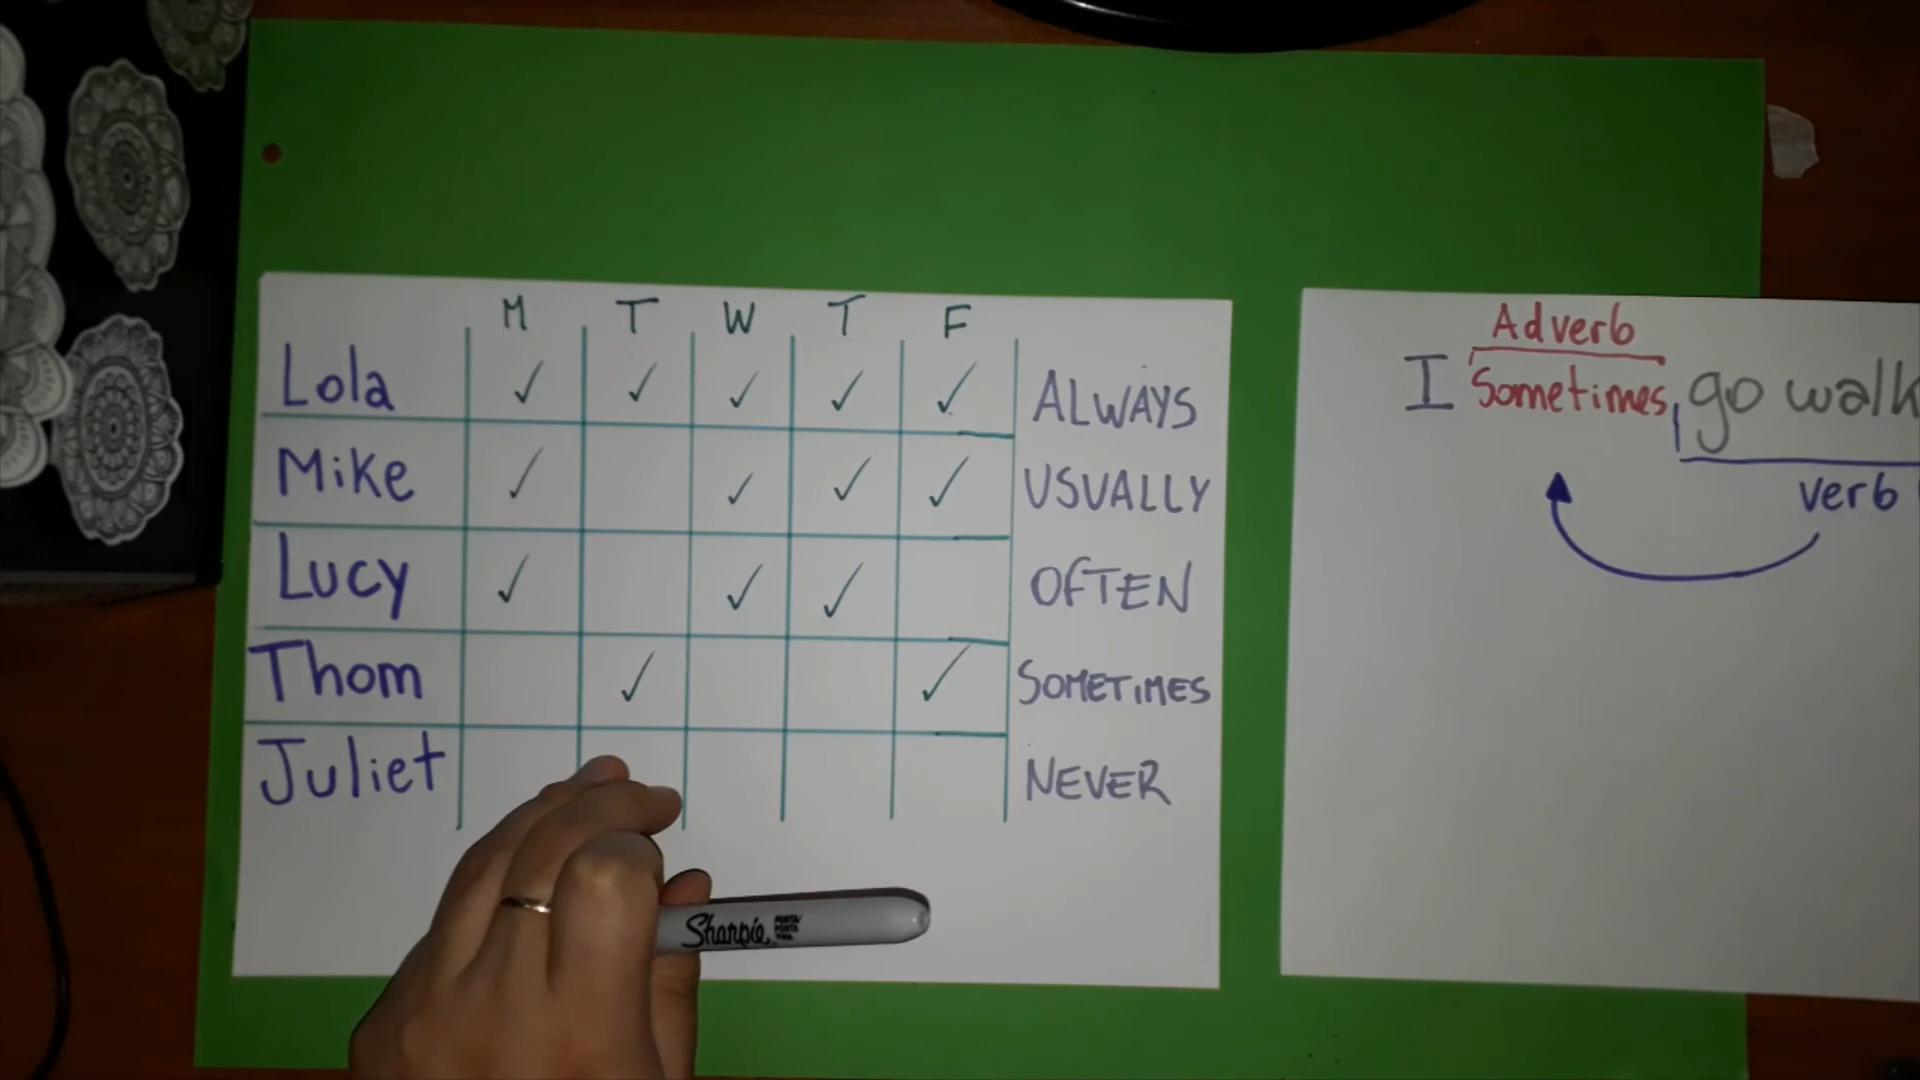 M T W T F
Lola ✓ ✓ ✓ ✓ ✓ ALWAYS
Mike ✓ ✓ ✓ ✓ USUALLY
Lucy ✓ ✓ ✓ OFTEN
Thom ✓ ✓ SOMETIMES
Juliet NEVER
Sharpie
Adverb
I Sometimes go walk
verb